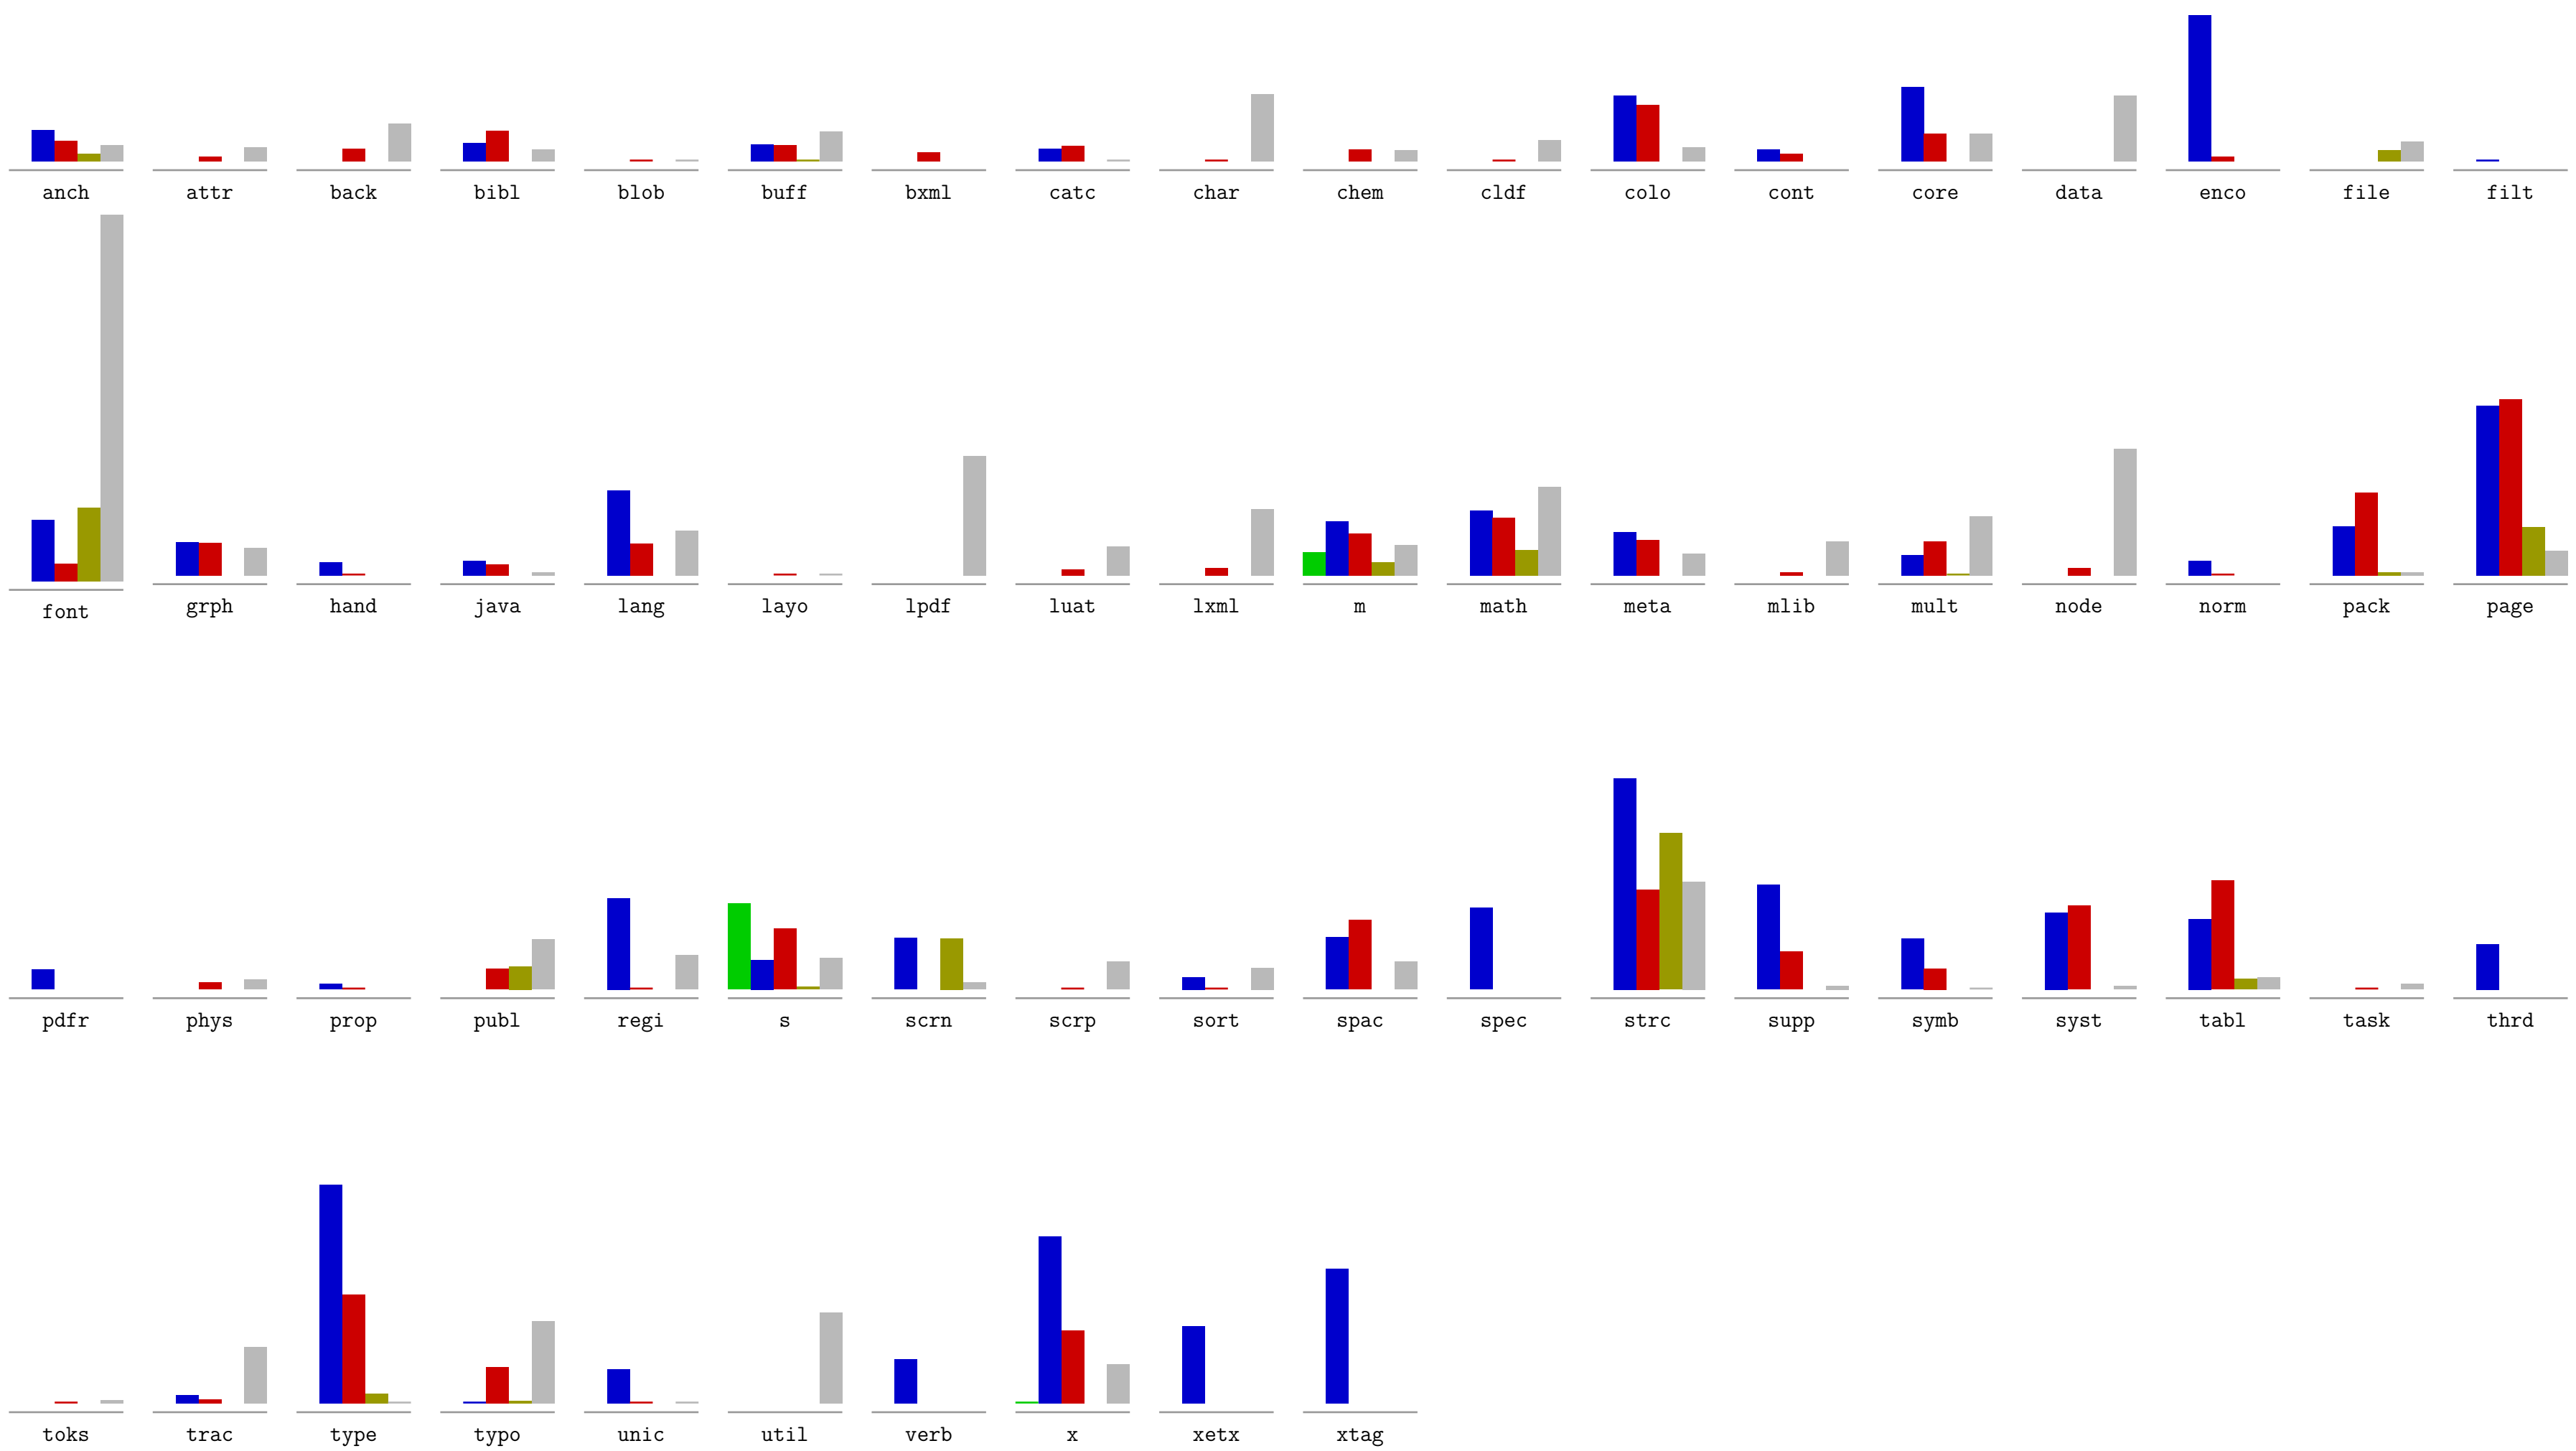 anch attr back bibl blob buff bxml catc char chem cldf colo cont core data enco file filt
font grph hand java lang layo lpdf luat lxml m math meta mlib mult node norm pack page
pdfr phys prop publ regi s scrn scrp sort spac spec strc supp symb syst tabl task thrd
toks trac type typo unic util verb x xetx xtag